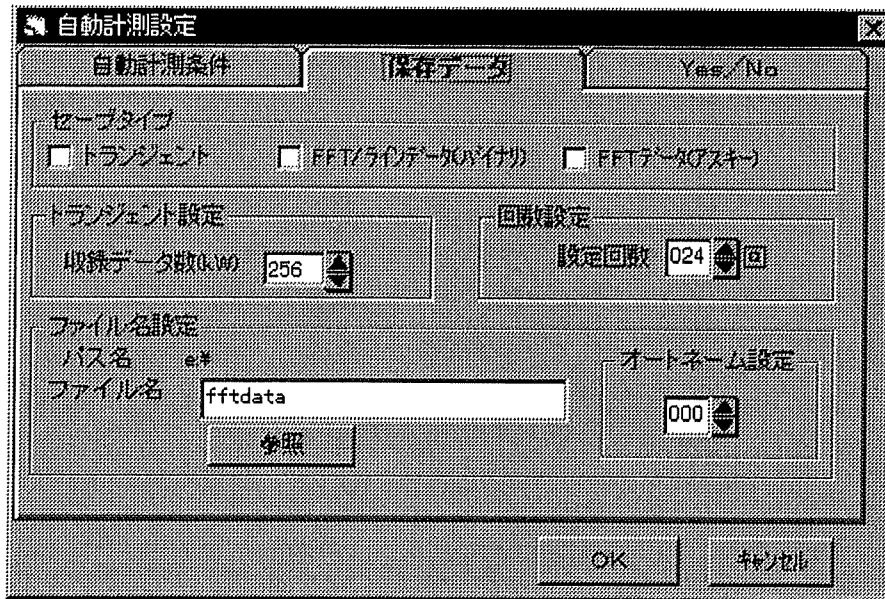 自動計測設定
自動計測条件 保存データ Yes/No
セーブタイプ
トランジェント FFT/ラインデータ(バイナリ) FFTデータ(アスキー)
トランジェント設定 回数設定
収録データ数(kW) 256 設定回数 024 回
ファイル名設定
パス名 e:¥ オートネーム設定
ファイル名 fftdata 000
参照
OK キャンセル